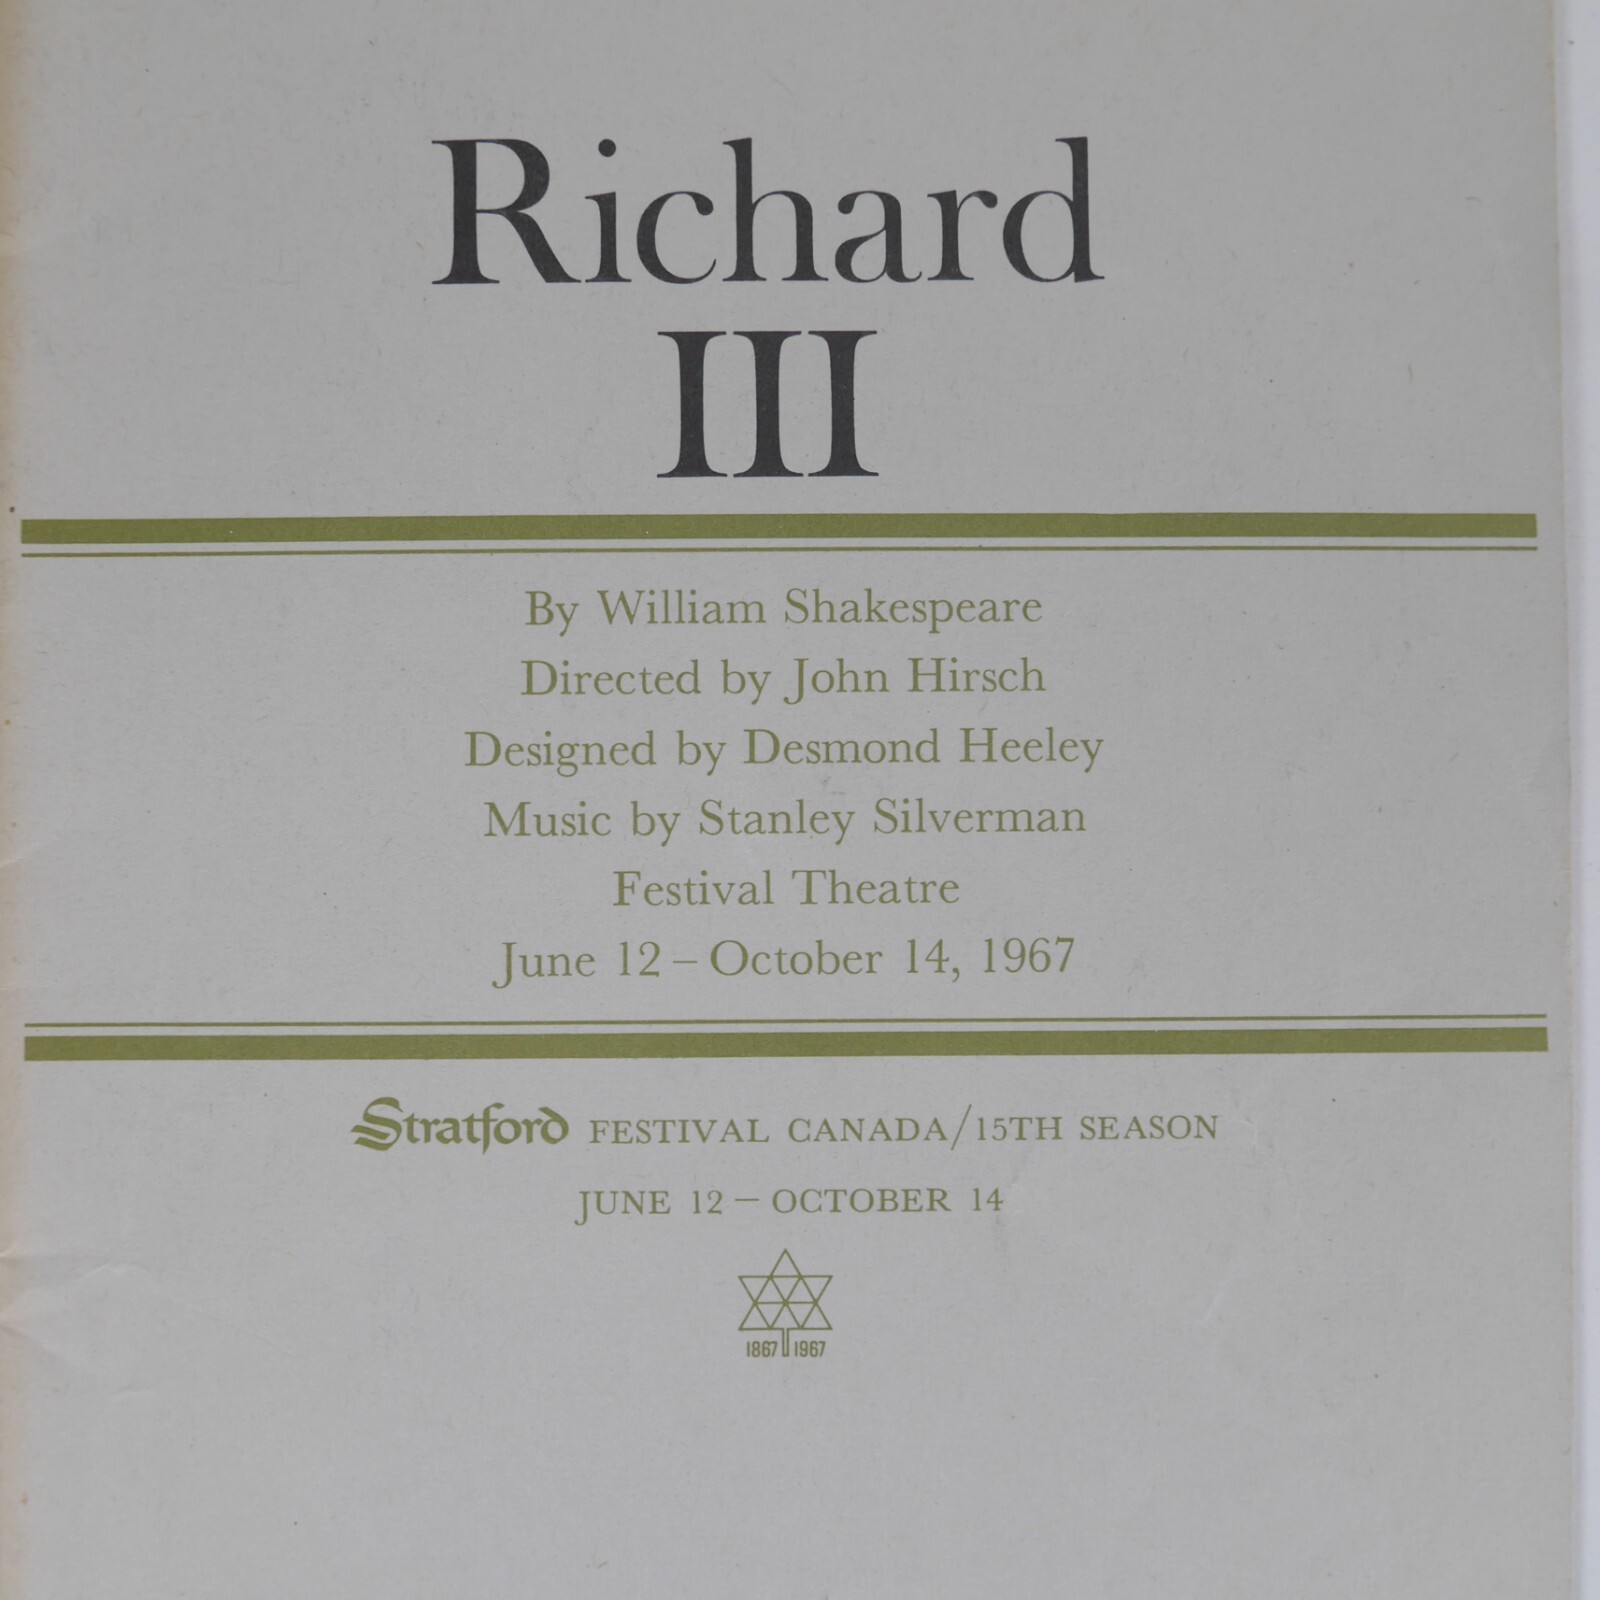 Richard
III
By William Shakespeare
Directed by John Hirsch
Designed by Desmond Heeley
Music by Stanley Silverman
Festival Theatre
June 12 – October 14, 1967
Stratford FESTIVAL CANADA/15TH SEASON
JUNE 12 – OCTOBER 14
1867 1967